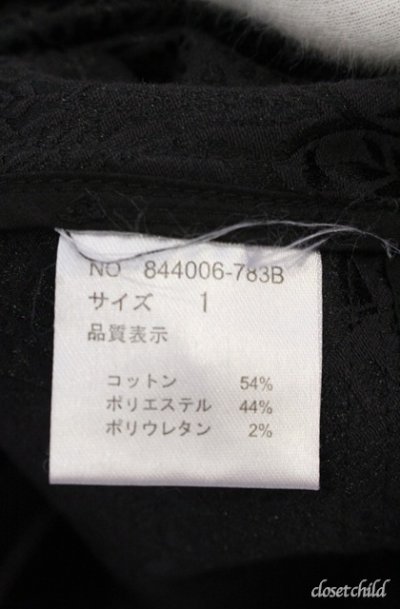 NO 844006-783B
サイズ 1
品質表示
コットン 54%
ポリエステル 44%
ポリウレタン 2%
closetchild